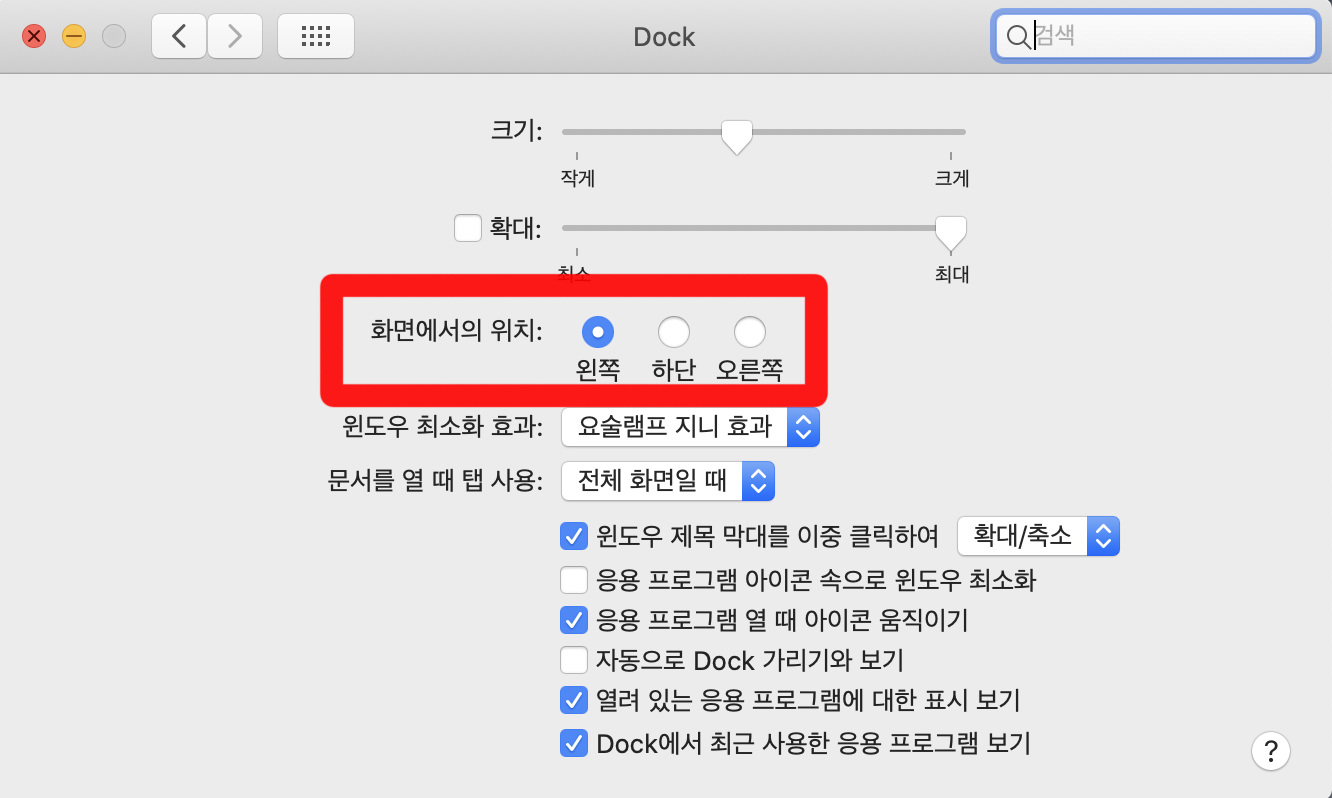 Dock
검색
크기:
작게 크게
확대:
최소 최대
화면에서의 위치:
왼쪽 하단 오른쪽
윈도우 최소화 효과: 요술램프 지니 효과
문서를 열 때 탭 사용: 전체 화면일 때
윈도우 제목 막대를 이중 클릭하여 확대/축소
응용 프로그램 아이콘 속으로 윈도우 최소화
응용 프로그램 열 때 아이콘 움직이기
자동으로 Dock 가리기와 보기
열려 있는 응용 프로그램에 대한 표시 보기
Dock에서 최근 사용한 응용 프로그램 보기
?